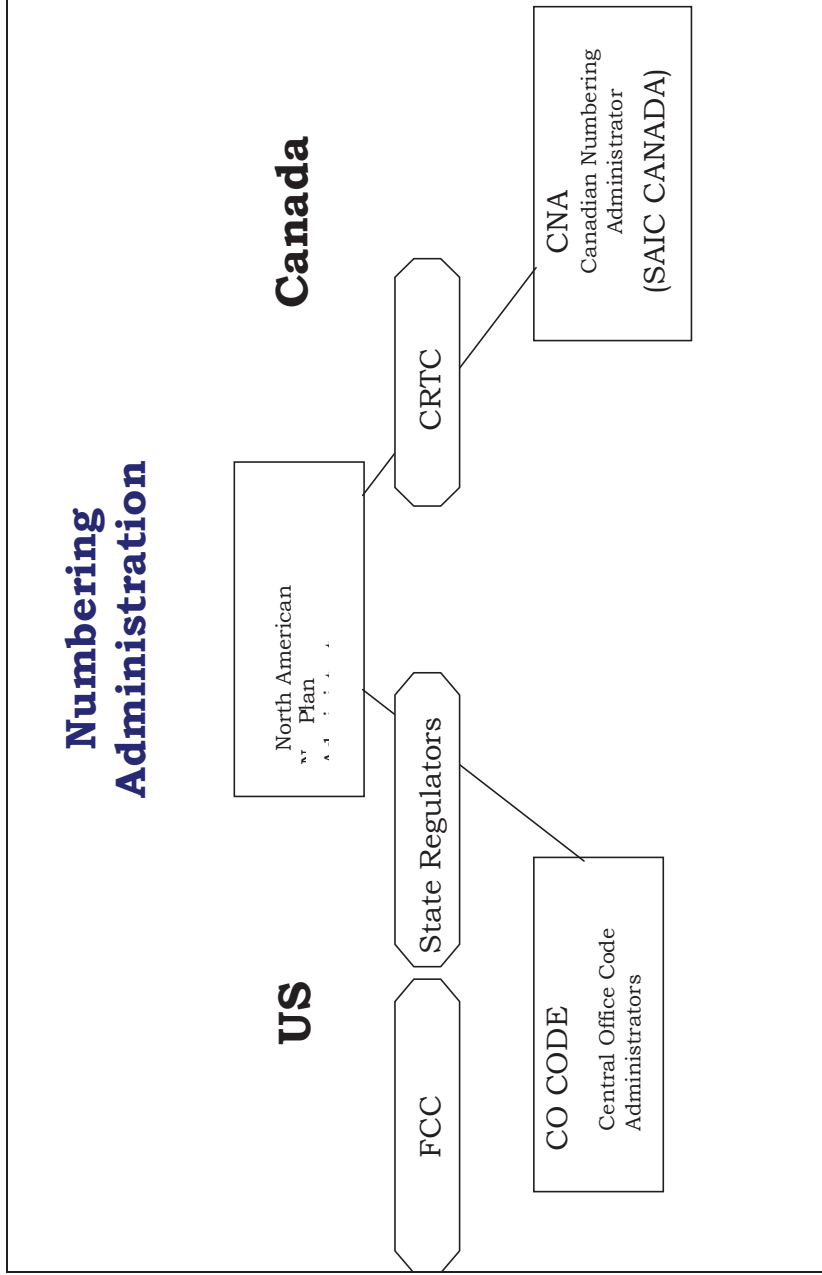 Numbering
Administration
US
Canada
North American
Plan
FCC
State Regulators
CRTC
CO CODE
Central Office Code
Administrators
CNA
Canadian Numbering
Administrator
(SAIC CANADA)